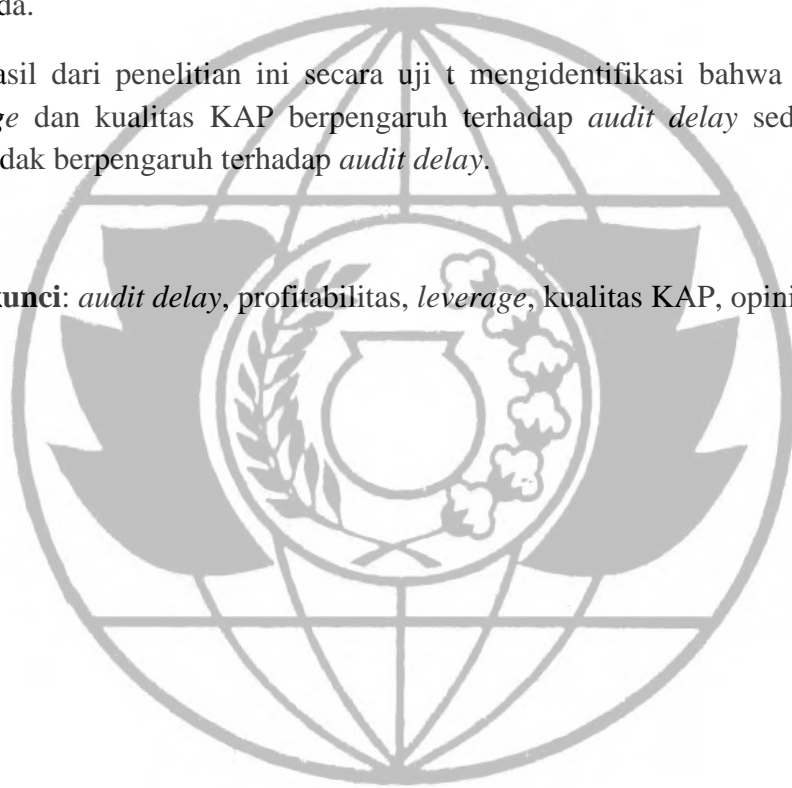 da.
asil dari penelitian ini secara uji t mengidentifikasi bahwa
ge dan kualitas KAP berpengaruh terhadap audit delay sed
dak berpengaruh terhadap audit delay.
unci: audit delay, profitabilitas, leverage, kualitas KAP, opini